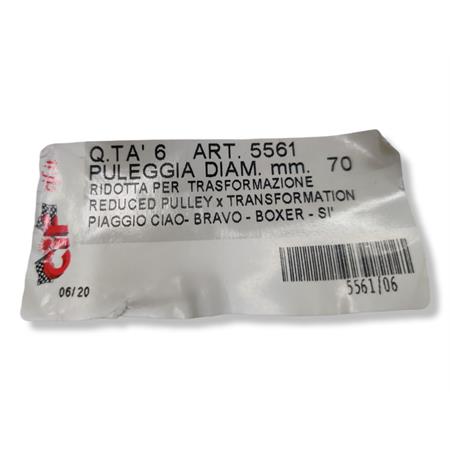 Q.TA' 6 ART. 5561
PULEGGIA DIAM. mm. 70
RIDOTTA PER TRASFORMAZIONE
REDUCED PULLEY x TRANSFORMATION
PIAGGIO CIAO- BRAVO - BOXER - SI'
CIF
06/20
5561/06